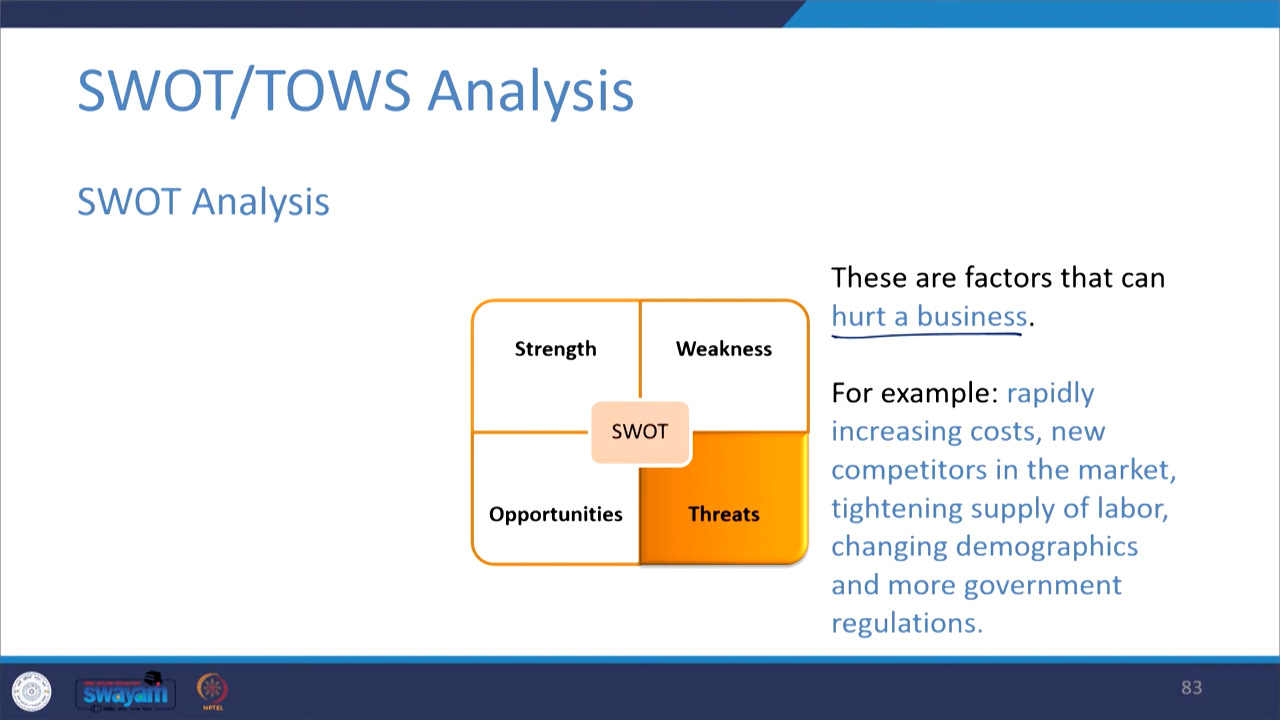 SWOT/TOWS Analysis
SWOT Analysis
Strength
Weakness
SWOT
Opportunities
Threats
These are factors that can
hurt a business.
For example: rapidly
increasing costs, new
competitors in the market,
tightening supply of labor,
changing demographics
and more government
regulations.
swayam
NPTEL
83